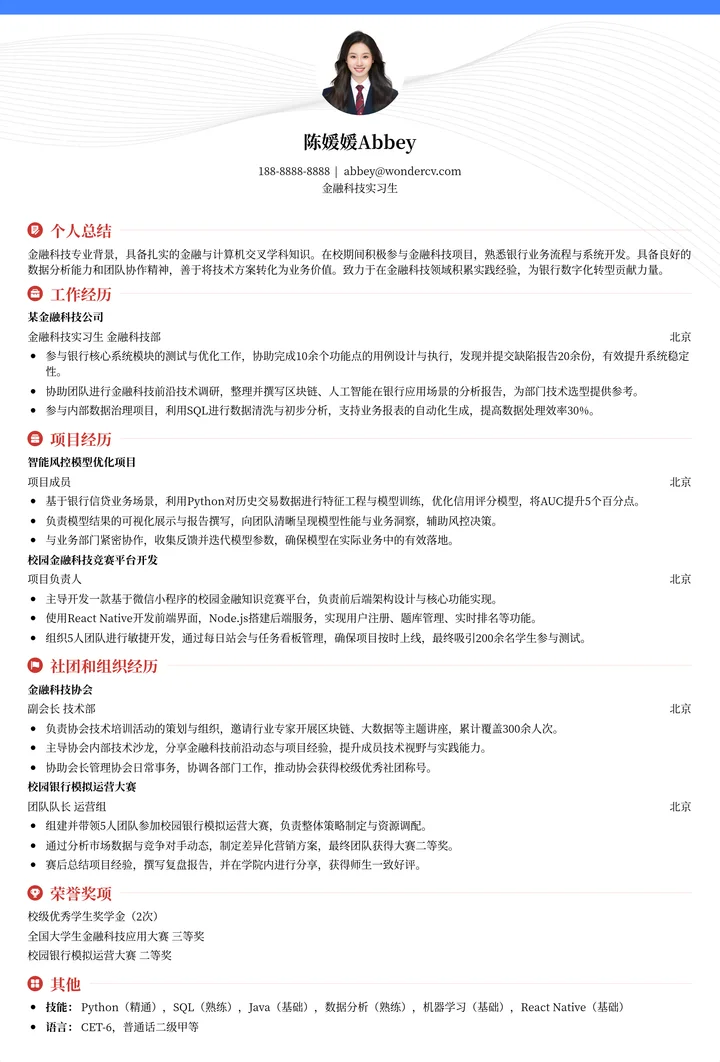 陈媛媛Abbey
188-8888-8888 | abbey@wondercv.com
金融科技实习生
个人总结
金融科技专业背景，具备扎实的金融与计算机交叉学科知识。在校期间积极参与金融科技项目，熟悉银行业务流程与系统开发。具备良好的
数据分析能力和团队协作精神，善于将技术方案转化为业务价值。致力于在金融科技领域积累实践经验，为银行数字化转型贡献力量。
工作经历
某金融科技公司
金融科技实习生 金融科技部 北京
• 参与银行核心系统模块的测试与优化工作，协助完成10余个功能点的用例设计与执行，发现并提交缺陷报告20余份，有效提升系统稳定
性。
• 协助团队进行金融科技前沿技术调研，整理并撰写区块链、人工智能在银行应用场景的分析报告，为部门技术选型提供参考。
• 参与内部数据治理项目，利用SQL进行数据清洗与初步分析，支持业务报表的自动化生成，提高数据处理效率30%。
项目经历
智能风控模型优化项目
项目成员 北京
• 基于银行信贷业务场景，利用Python对历史交易数据进行特征工程与模型训练，优化信用评分模型，将AUC提升5个百分点。
• 负责模型结果的可视化展示与报告撰写，向团队清晰呈现模型性能与业务洞察，辅助风控决策。
• 与业务部门紧密协作，收集反馈并迭代模型参数，确保模型在实际业务中的有效落地。
校园金融科技竞赛平台开发
项目负责人 北京
• 主导开发一款基于微信小程序的校园金融知识竞赛平台，负责前后端架构设计与核心功能实现。
• 使用React Native开发前端界面，Node.js搭建后端服务，实现用户注册、题库管理、实时排名等功能。
• 组织5人团队进行敏捷开发，通过每日站会与任务看板管理，确保项目按时上线，最终吸引200余名学生参与测试。
社团和组织经历
金融科技协会
副会长 技术部 北京
• 负责协会技术培训活动的策划与组织，邀请行业专家开展区块链、大数据等主题讲座，累计覆盖300余人次。
• 主导协会内部技术沙龙，分享金融科技前沿动态与项目经验，提升成员技术视野与实践能力。
• 协助会长管理协会日常事务，协调各部门工作，推动协会获得校级优秀社团称号。
校园银行模拟运营大赛
团队队长 运营组 北京
• 组建并带领5人团队参加校园银行模拟运营大赛，负责整体策略制定与资源调配。
• 通过分析市场数据与竞争对手动态，制定差异化营销方案，最终团队获得大赛二等奖。
• 赛后总结项目经验，撰写复盘报告，并在学院内进行分享，获得师生一致好评。
荣誉奖项
校级优秀学生奖学金（2次）
全国大学生金融科技应用大赛 三等奖
校园银行模拟运营大赛 二等奖
其他
• 技能： Python（精通），SQL（熟练），Java（基础），数据分析（熟练），机器学习（基础），React Native（基础）
• 语言： CET-6，普通话二级甲等